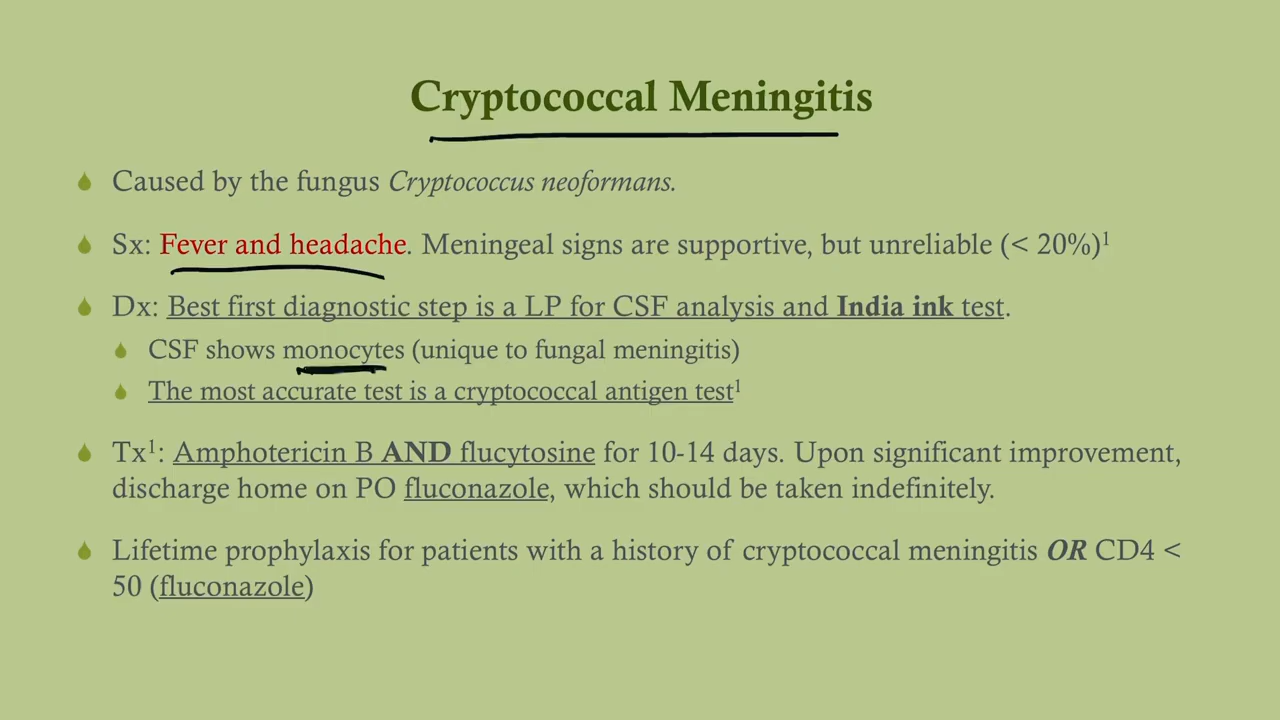 Cryptococcal Meningitis
Caused by the fungus Cryptococcus neoformans.
Sx: Fever and headache. Meningeal signs are supportive, but unreliable (< 20%)¹
Dx: Best first diagnostic step is a LP for CSF analysis and India ink test.
CSF shows monocytes (unique to fungal meningitis)
The most accurate test is a cryptococcal antigen test¹
Tx¹: Amphotericin B AND flucytosine for 10-14 days. Upon significant improvement,
discharge home on PO fluconazole, which should be taken indefinitely.
Lifetime prophylaxis for patients with a history of cryptococcal meningitis OR CD4 <
50 (fluconazole)